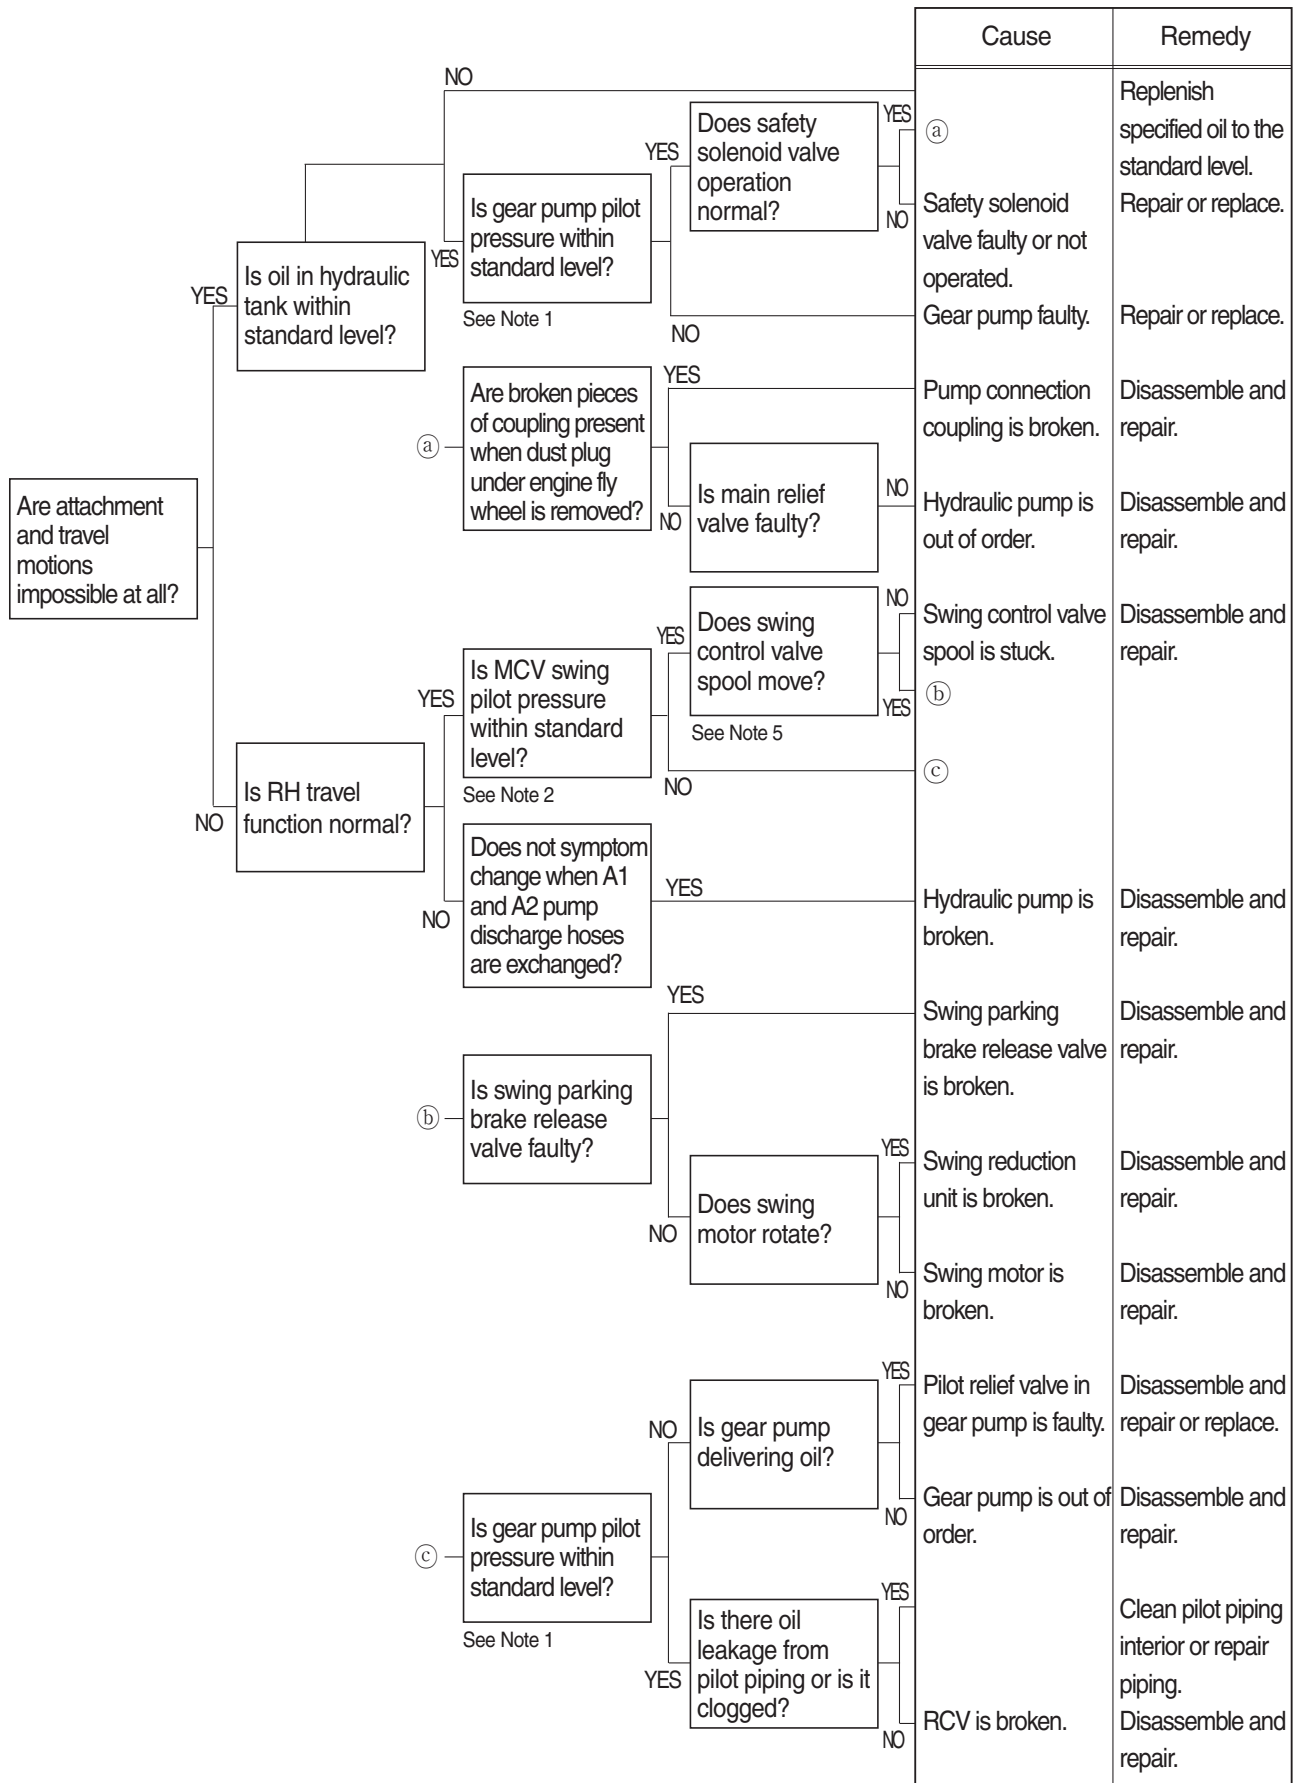 Cause
Remedy
NO
Replenish
specified oil to the
standard level.
YES
Does safety
solenoid valve
operation
normal?
YES
ⓐ
NO
Safety solenoid
valve faulty or not
operated.
Repair or replace.
Is gear pump pilot
pressure within
standard level?
YES
See Note 1
NO
Gear pump faulty.
Repair or replace.
YES
Is oil in hydraulic
tank within
standard level?
ⓐ
Are broken pieces
of coupling present
when dust plug
under engine fly
wheel is removed?
YES
Pump connection
coupling is broken.
Disassemble and
repair.
NO
Is main relief
valve faulty?
NO
Hydraulic pump is
out of order.
Disassemble and
repair.
Are attachment
and travel
motions
impossible at all?
YES
Does swing
control valve
spool move?
See Note 5
NO
Swing control valve
spool is stuck.
Disassemble and
repair.
YES
ⓑ
YES
Is MCV swing
pilot pressure
within standard
level?
See Note 2
NO
ⓒ
NO
Is RH travel
function normal?
NO
Does not symptom
change when A1
and A2 pump
discharge hoses
are exchanged?
YES
Hydraulic pump is
broken.
Disassemble and
repair.
ⓑ
Is swing parking
brake release
valve faulty?
YES
Swing parking
brake release valve
is broken.
Disassemble and
repair.
NO
Does swing
motor rotate?
YES
Swing reduction
unit is broken.
Disassemble and
repair.
NO
Swing motor is
broken.
Disassemble and
repair.
ⓒ
Is gear pump pilot
pressure within
standard level?
See Note 1
NO
Is gear pump
delivering oil?
YES
Pilot relief valve in
gear pump is faulty.
Disassemble and
repair or replace.
NO
Gear pump is out of
order.
Disassemble and
repair.
YES
Is there oil
leakage from
pilot piping or is it
clogged?
YES
Clean pilot piping
interior or repair
piping.
NO
RCV is broken.
Disassemble and
repair.